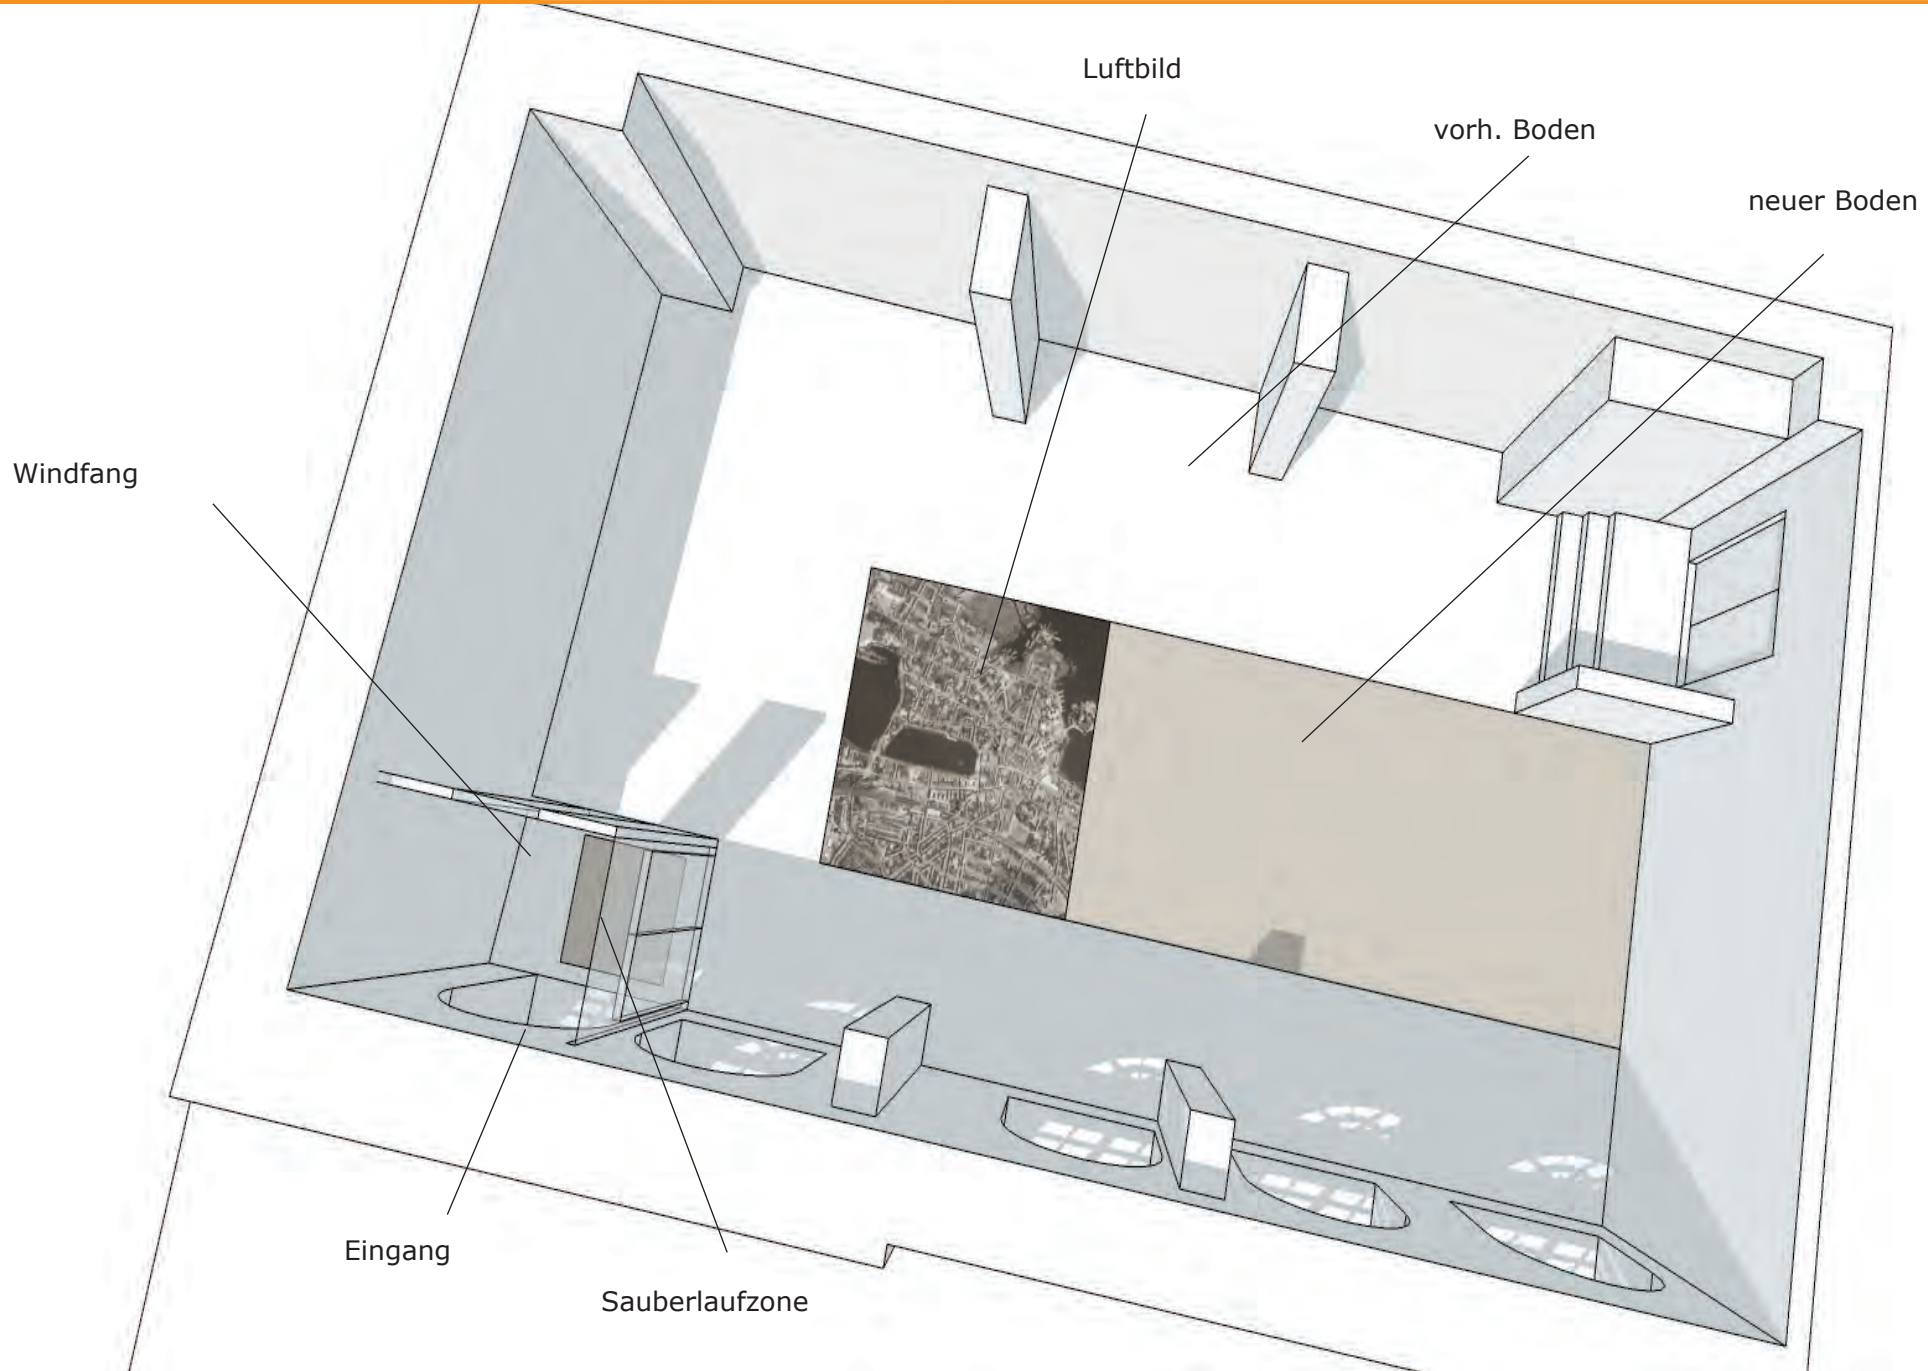 Luftbild
vorh. Boden
neuer Boden
Windfang
Eingang
Sauberlaufzone